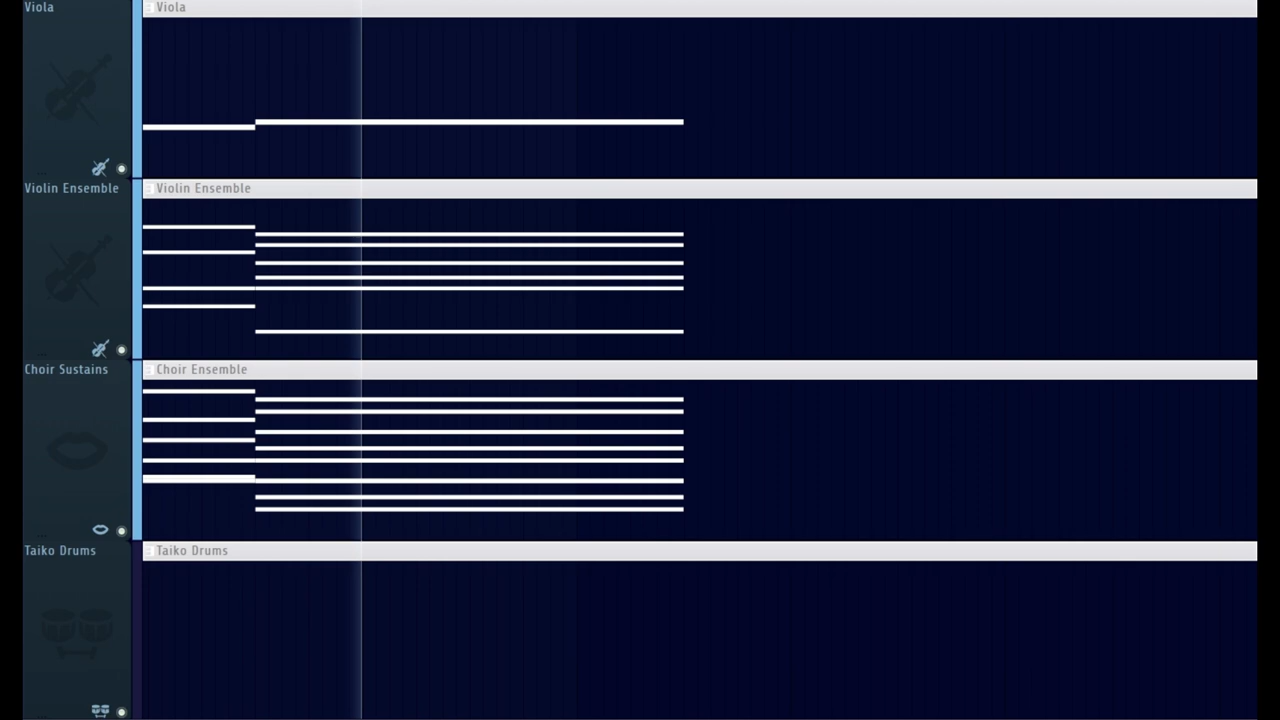 Viola
Viola
Violin Ensemble
Violin Ensemble
Choir Sustains
Choir Ensemble
Taiko Drums
Taiko Drums